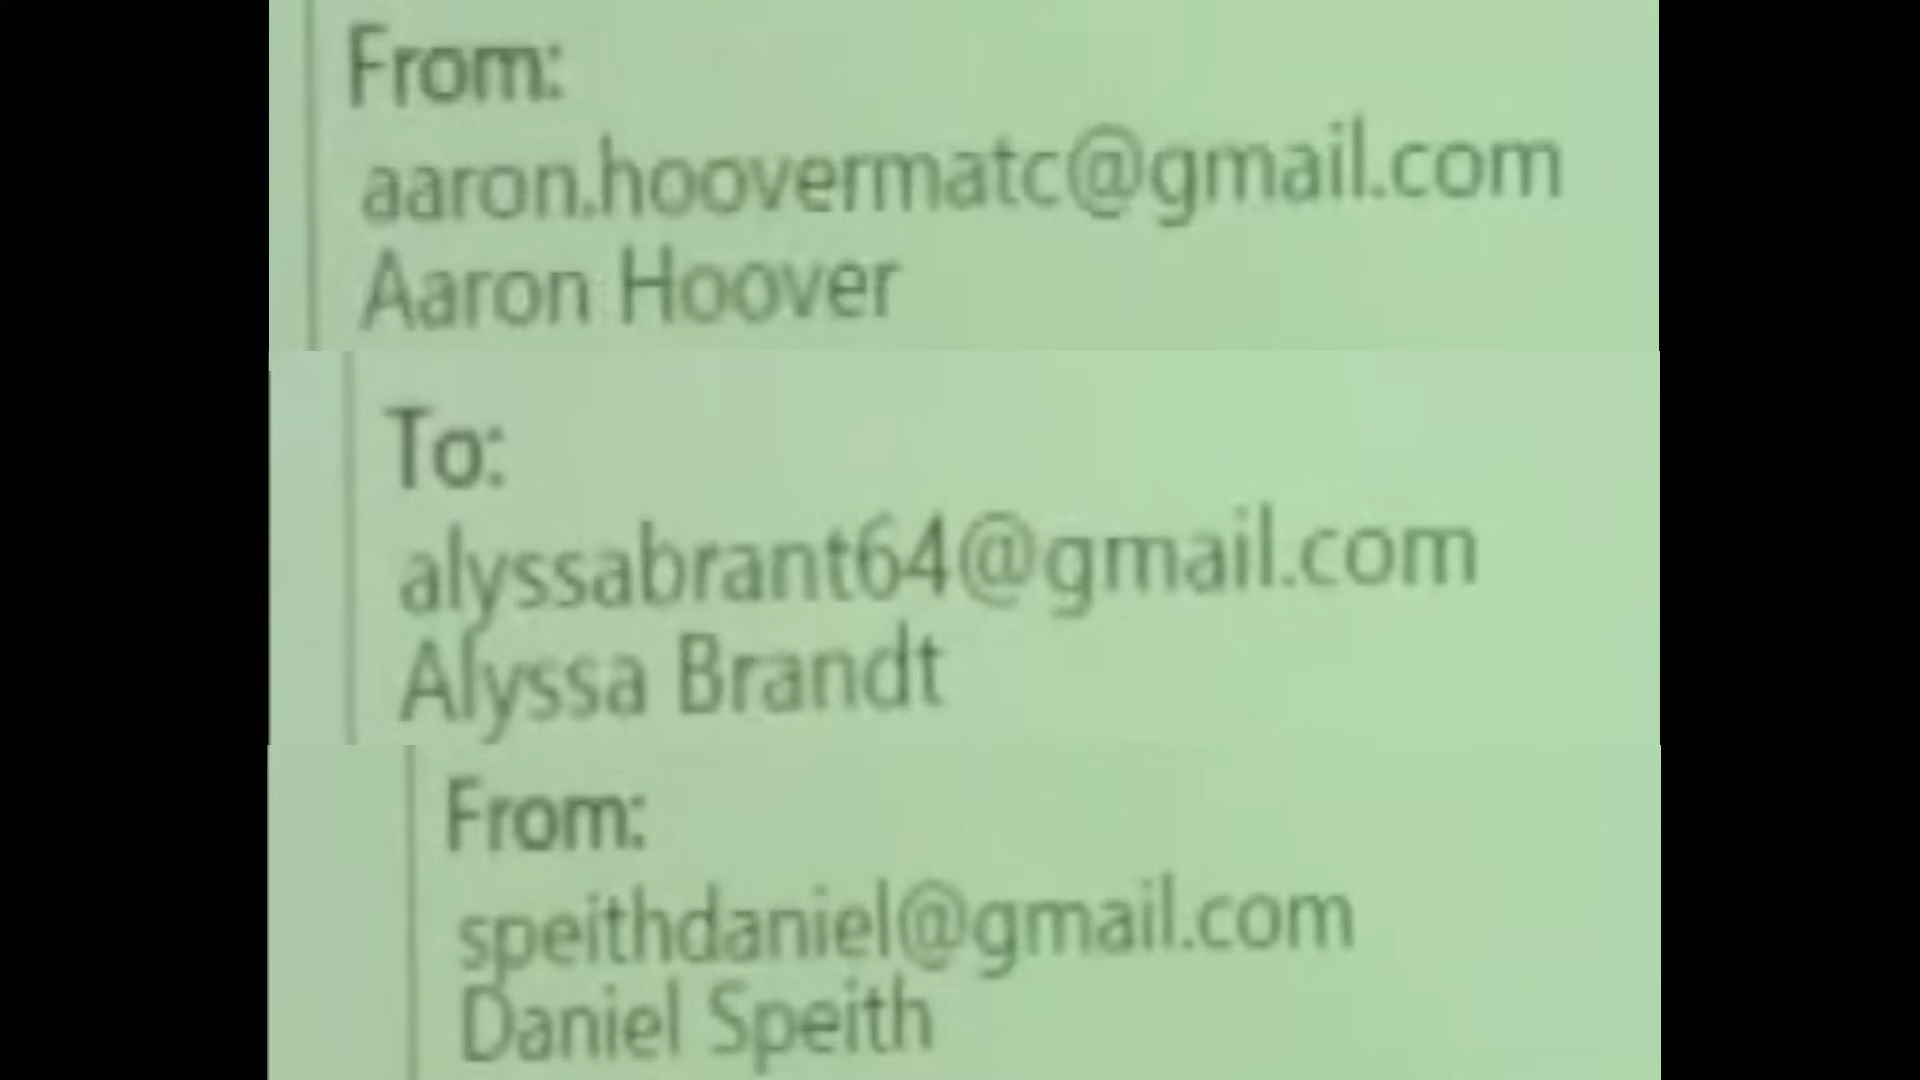 From:
aaron.hoovermatc@gmail.com
Aaron Hoover
To:
alyssabrant64@gmail.com
Alyssa Brandt
From:
speithdaniel@gmail.com
Daniel Speith